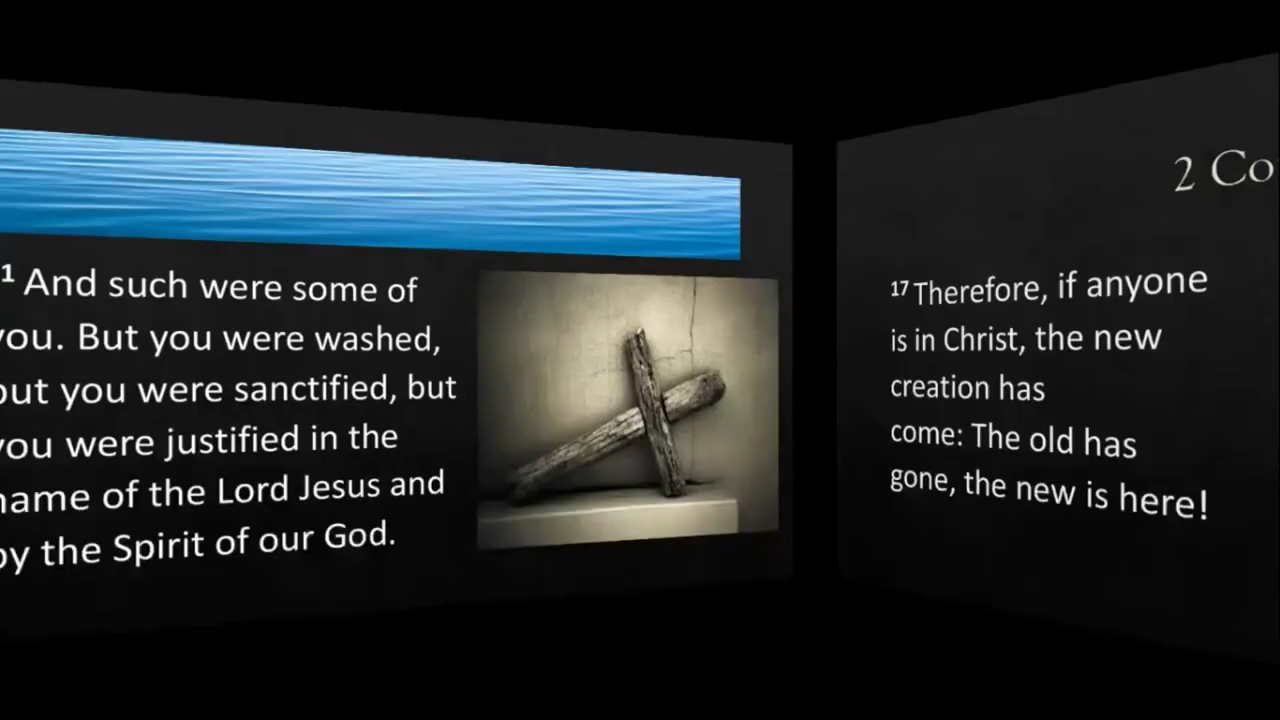 1 And such were some of
you. But you were washed,
but you were sanctified, but
you were justified in the
name of the Lord Jesus and
by the Spirit of our God.
2 Co
17 Therefore, if anyone
is in Christ, the new
creation has
come: The old has
gone, the new is here!